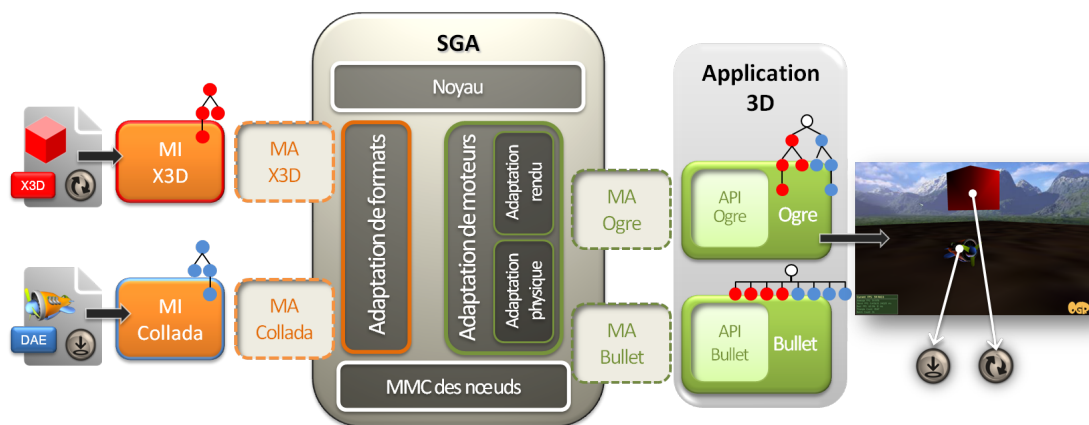 SGA
Noyau
Application
3D
X3D
MI
X3D
MA
X3D
Adaptation de formats
Adaptation de moteurs
Adaptation
rendu
Adaptation
physique
MA
Ogre
API
Ogre
Ogre
DAE
MI
Collada
MA
Collada
MA
Bullet
API
Bullet
Bullet
MMC des nœuds